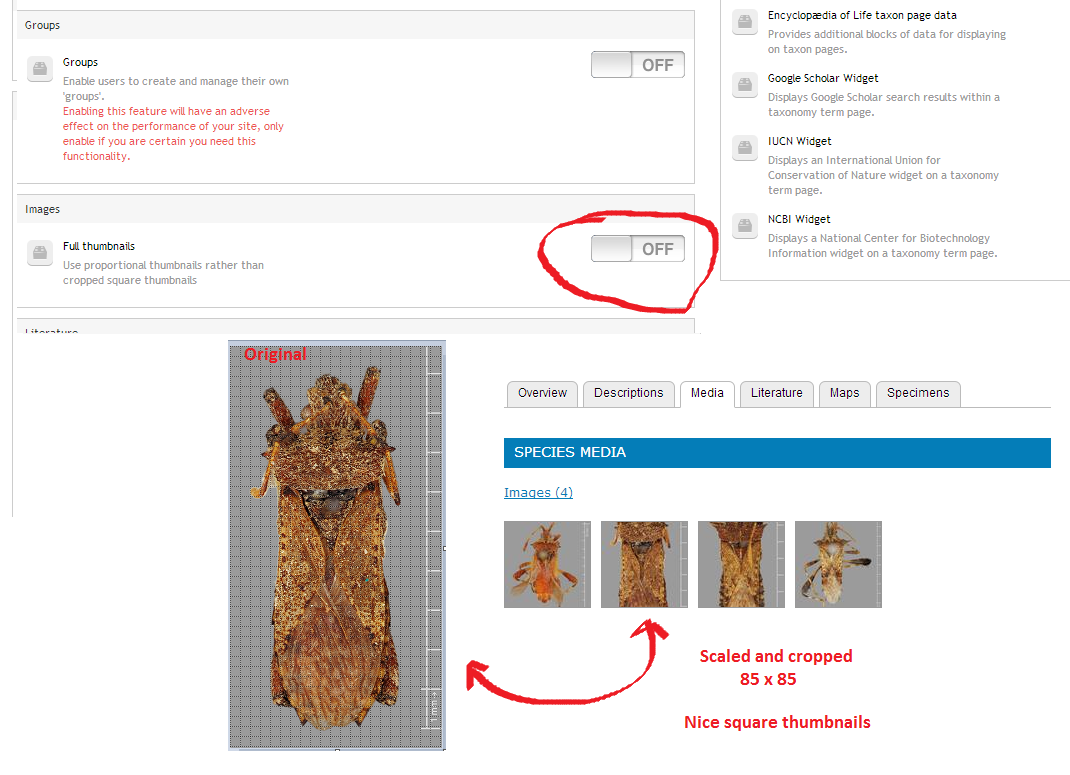 Groups
Groups
Enable users to create and manage their own
'groups'.
Enabling this feature will have an adverse
effect on the performance of your site, only
enable if you are certain you need this
functionality.
OFF
Images
Full thumbnails
Use proportional thumbnails rather than
cropped square thumbnails
OFF
Literature
Encyclopædia of Life taxon page data
Provides additional blocks of data for displaying
on taxon pages.
Google Scholar Widget
Displays Google Scholar search results within a
taxonomy term page.
IUCN Widget
Displays an International Union for
Conservation of Nature widget on a taxonomy
term page.
NCBI Widget
Displays a National Center for Biotechnology
Information widget on a taxonomy term page.
Original
1 mm
Overview
Descriptions
Media
Literature
Maps
Specimens
SPECIES MEDIA
Images (4)
Scaled and cropped
85 x 85
Nice square thumbnails